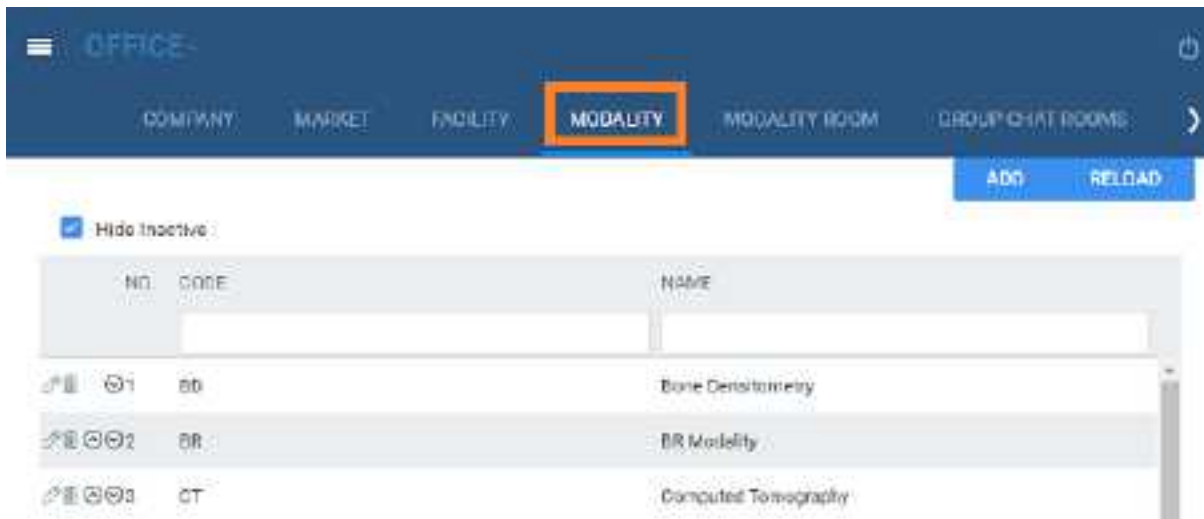 OFFICE-
COMPANY MARKET FACILITY MODALITY MODALITY ROOM GROUP CHAT ROOMS
ADD RELOAD
Hide Inactive :
NO. CODE NAME
1 BD Bone Densitometry
2 BR BR Modality
3 CT Computed Tomography